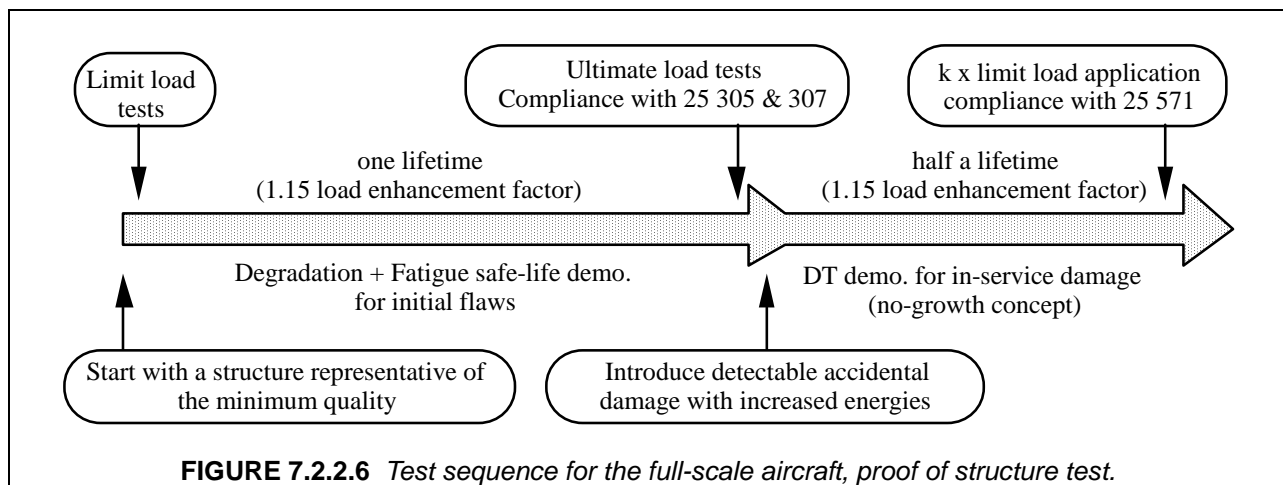 Limit load
tests
Ultimate load tests
Compliance with 25 305 & 307
k x limit load application
compliance with 25 571
one lifetime
(1.15 load enhancement factor)
half a lifetime
(1.15 load enhancement factor)
Degradation + Fatigue safe-life demo.
for initial flaws
DT demo. for in-service damage
(no-growth concept)
Start with a structure representative of
the minimum quality
Introduce detectable accidental
damage with increased energies
FIGURE 7.2.2.6 Test sequence for the full-scale aircraft, proof of structure test.